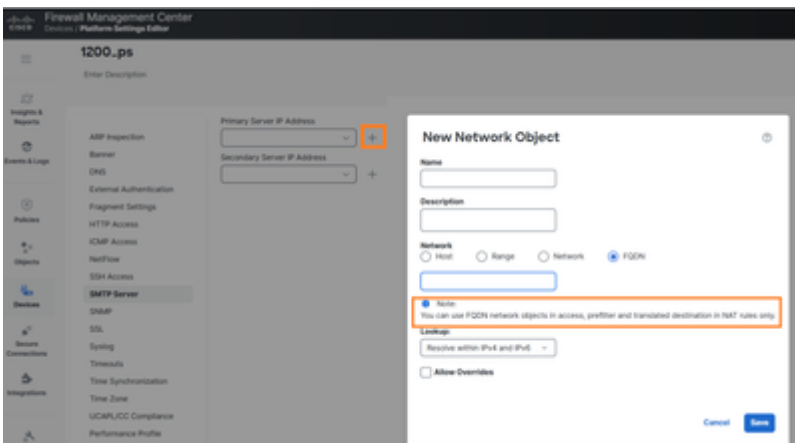 CISCO
Firewall Management Center
Devices / Platform Settings Editor
1200_ps
Enter Description
Insights & Reports
Events & Logs
Policies
Objects
Devices
Secure Connections
Integrations
ARP Inspection
Banner
DNS
External Authentication
Fragment Settings
HTTP Access
ICMP Access
NetFlow
SSH Access
SMTP Server
SNMP
SSL
Syslog
Timeouts
Time Synchronization
Time Zone
UCAPL/CC Compliance
Performance Profile
Primary Server IP Address
Secondary Server IP Address
New Network Object
Name
Description
Network
Host Range Network FQDN
Note:
You can use FQDN network objects in access, prefilter and translated destination in NAT rules only.
Lookup:
Resolve within IPv4 and IPv6
Allow Overrides
Cancel Save